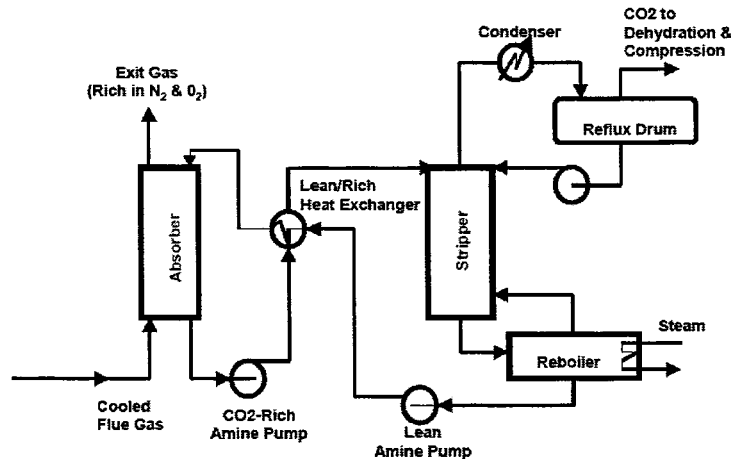 CO2 to
Dehydration &
Compression
Condenser
Exit Gas
(Rich in N2 & 02)
Reflux Drum
Lean/Rich
Heat Exchanger
Absorber
Stripper
Steam
Reboiler
Cooled
Flue Gas
CO2-Rich
Amine Pump
Lean
Amine Pump